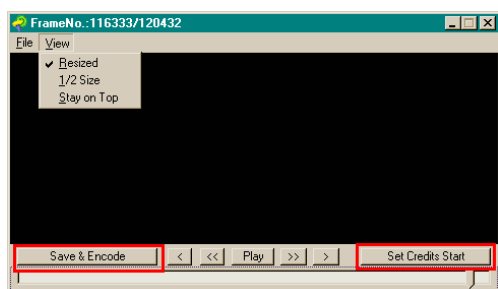 FrameNo.:116333/120432
File View
✔ Resized
1/2 Size
Stay on Top
Save & Encode < << Play >> > Set Credits Start